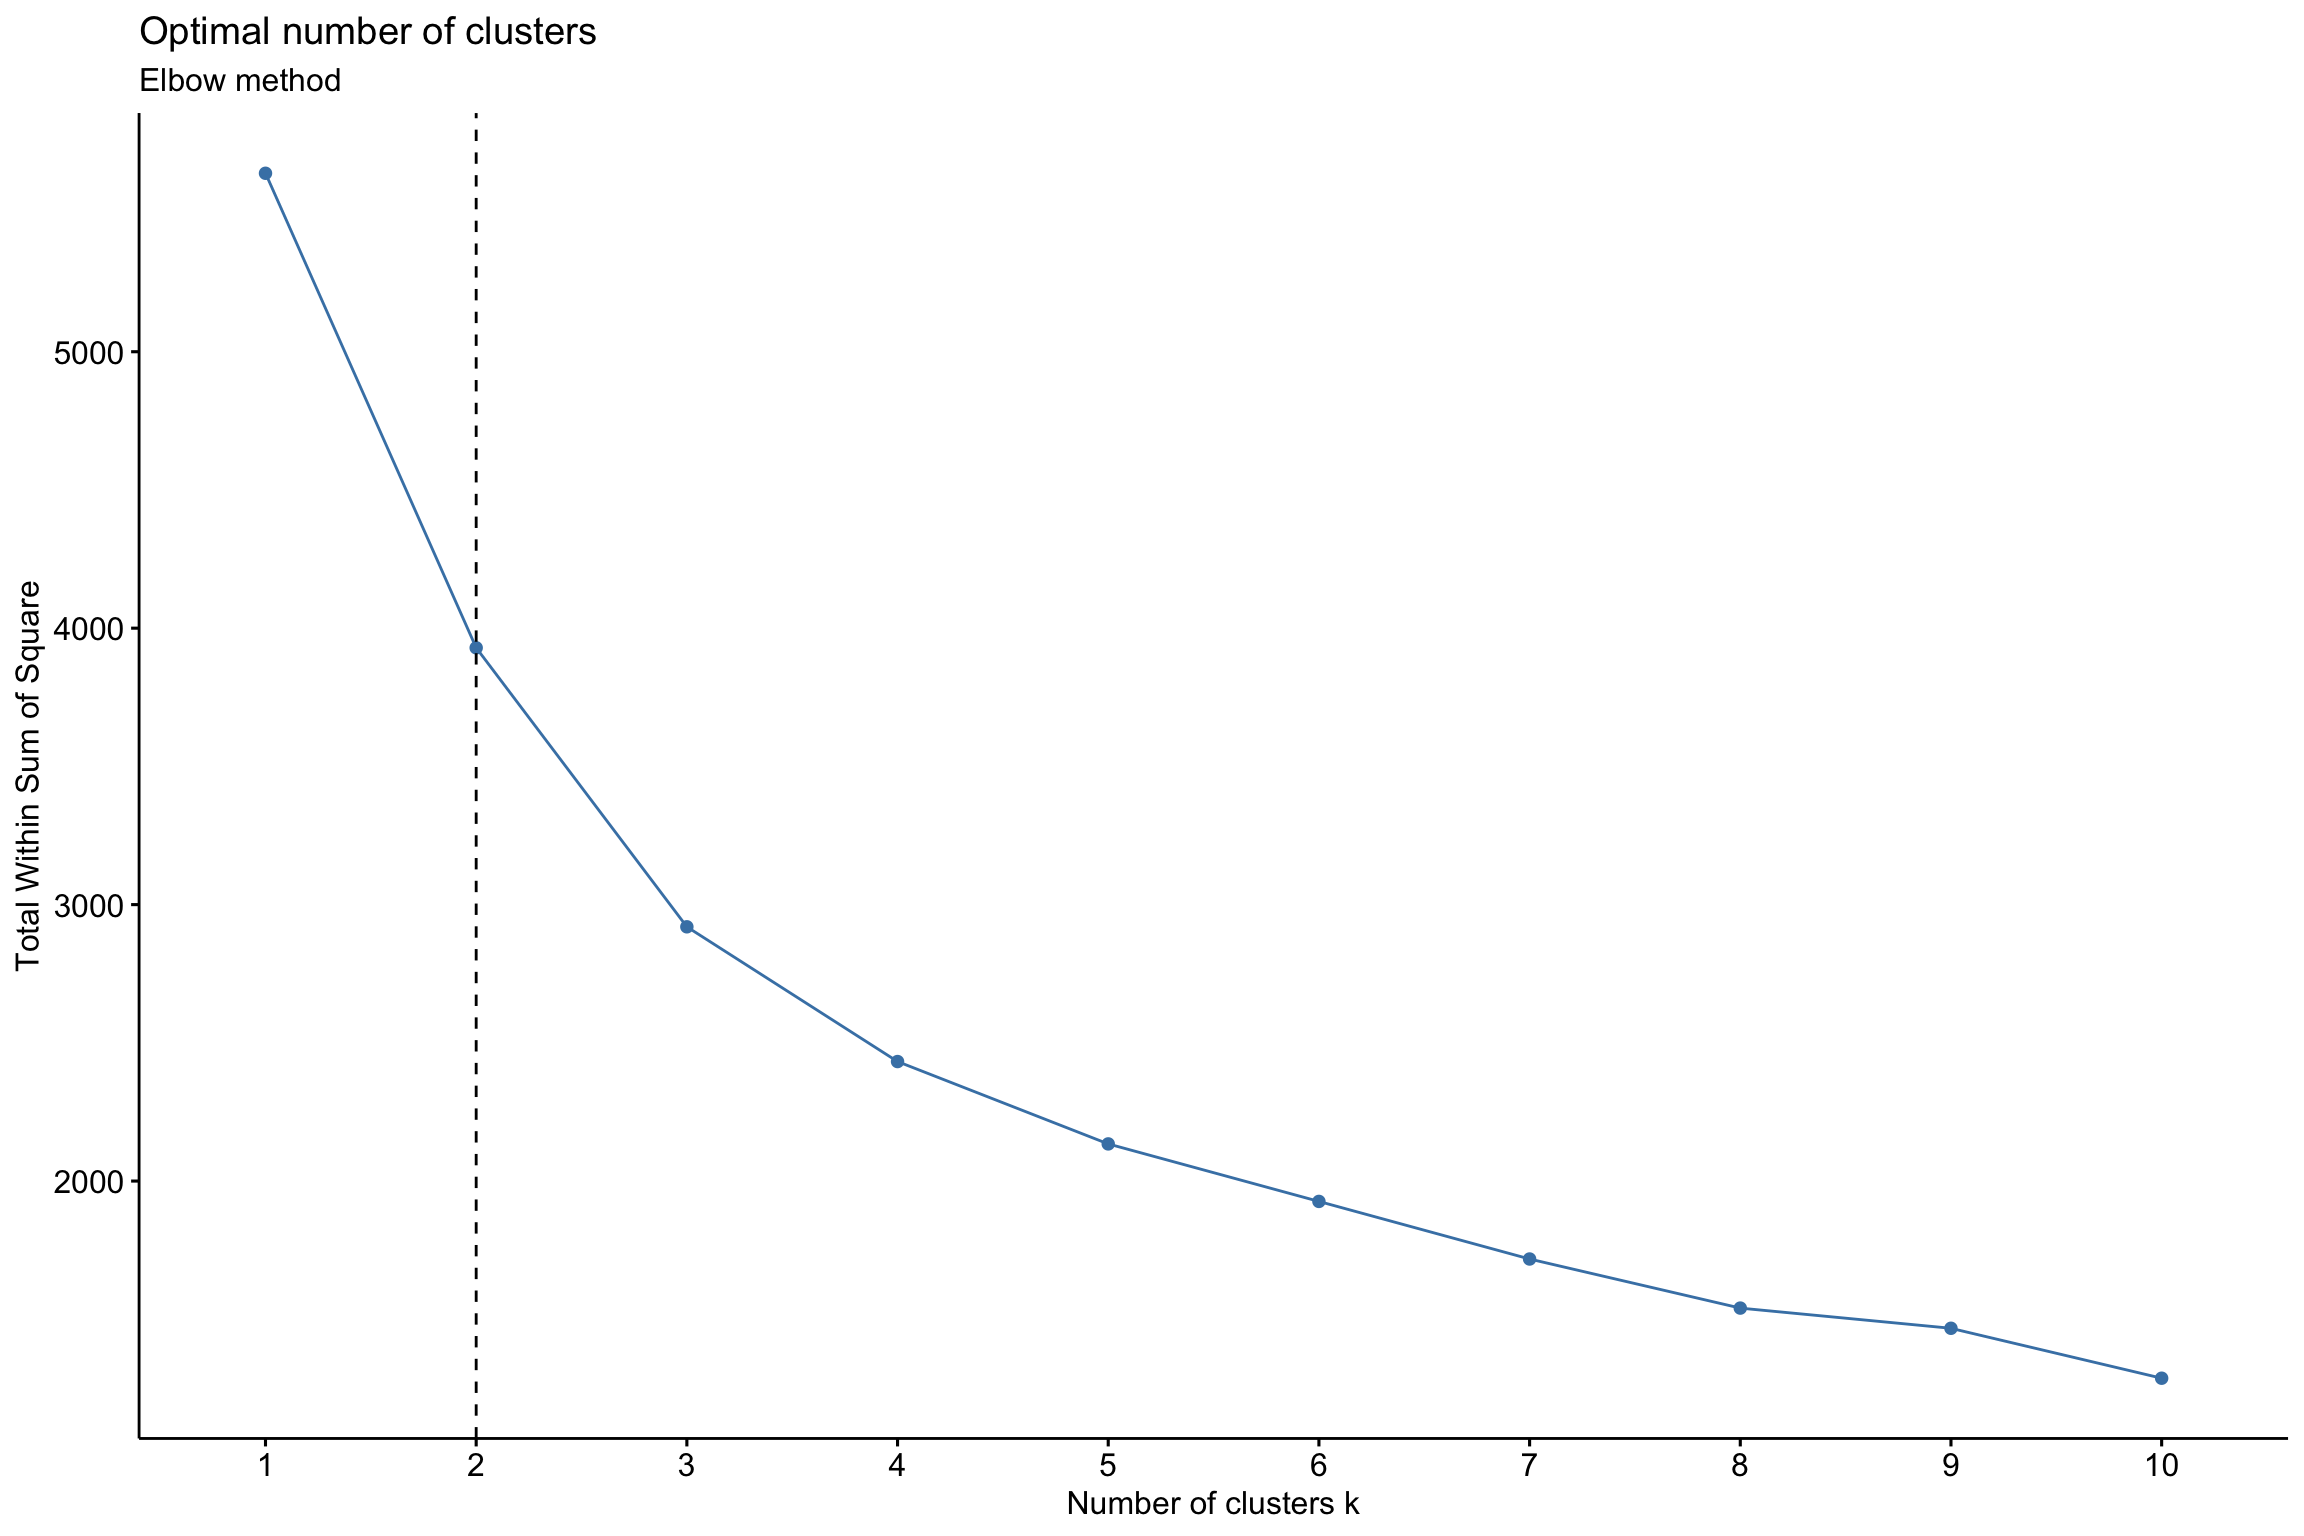 Optimal number of clusters
Elbow method
Total Within Sum of Square
5000
4000
3000
2000
1 2 3 4 5 6 7 8 9 10
Number of clusters k